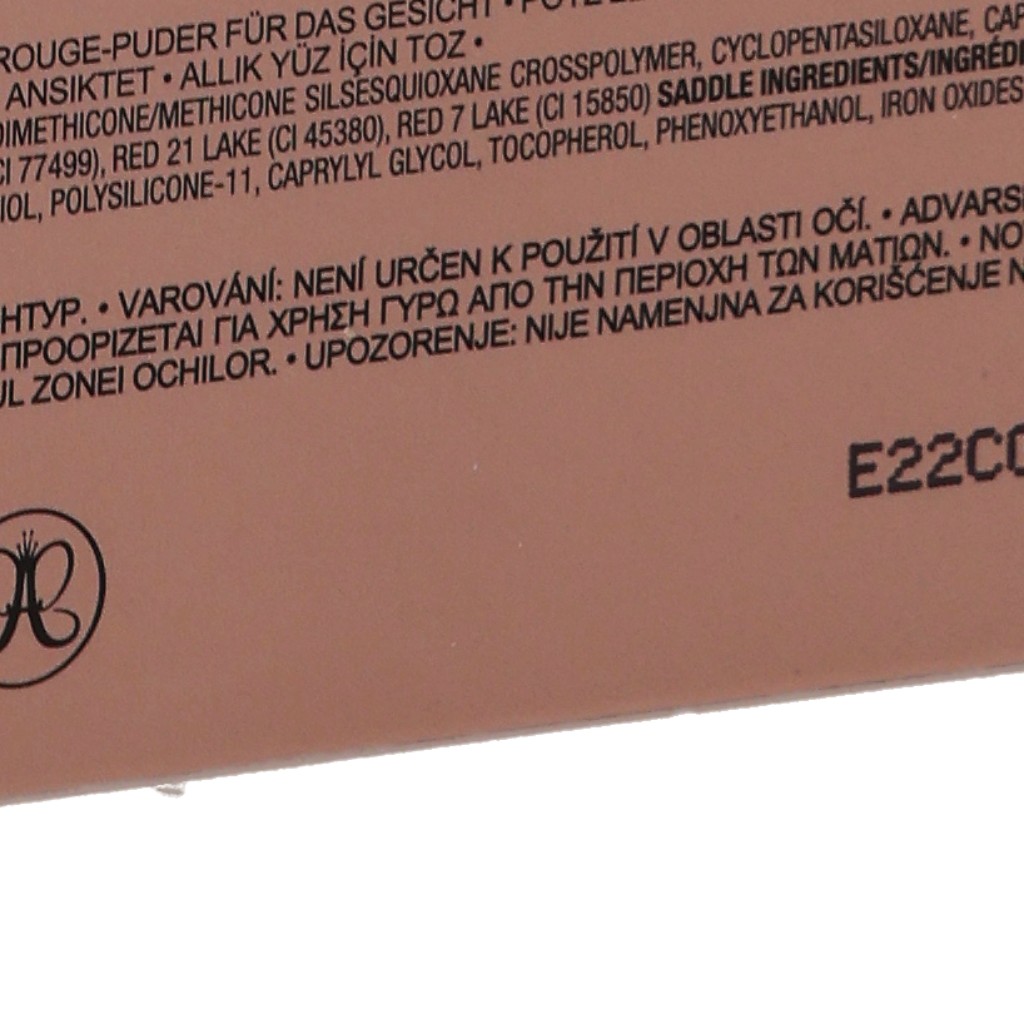 ROUGE-PUDER FÜR DAS GESICHT •
ANSIKTET • ALLIK YÜZ İÇİN TOZ •
DIMETHICONE/METHICONE SILSESQUIOXANE CROSSPOLYMER, CYCLOPENTASILOXANE, CAP
CI 77499), RED 21 LAKE (CI 45380), RED 7 LAKE (CI 15850) SADDLE INGREDIENTS/INGRÉDI
IOL, POLYSILICONE-11, CAPRYLYL GLYCOL, TOCOPHEROL, PHENOXYETHANOL, IRON OXIDES
НТУР. • VAROVÁNÍ: NENÍ URČEN K POUŽITÍ V OBLASTI OČÍ. • ADVARS
ΠΡΟΟΡΙΖΕΤΑΙ ΓΙΑ ΧΡΗΣΗ ΓΥΡΩ ΑΠΟ ΤΗΝ ΠΕΡΙΟΧΗ ΤΩΝ ΜΑΤΙΩΝ. • NO
UL ZONEI OCHILOR. • UPOZORENJE: NIJE NAMENJNA ZA KORIŠĆENJE N
E22C